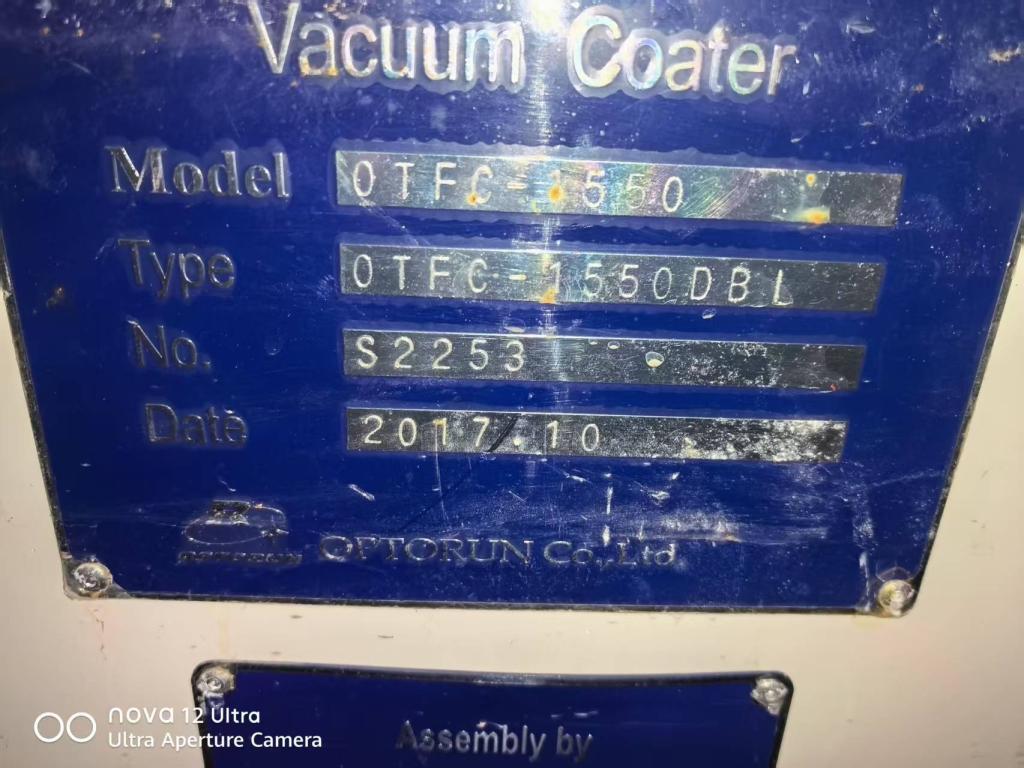 Vacuum Coater
Model OTFC-1550
Type OTFC-1550DBL
No. S2253
Date 2017.10
OPTORUN
OPTORUN Co.,Ltd
Assembly by
nova 12 Ultra
Ultra Aperture Camera